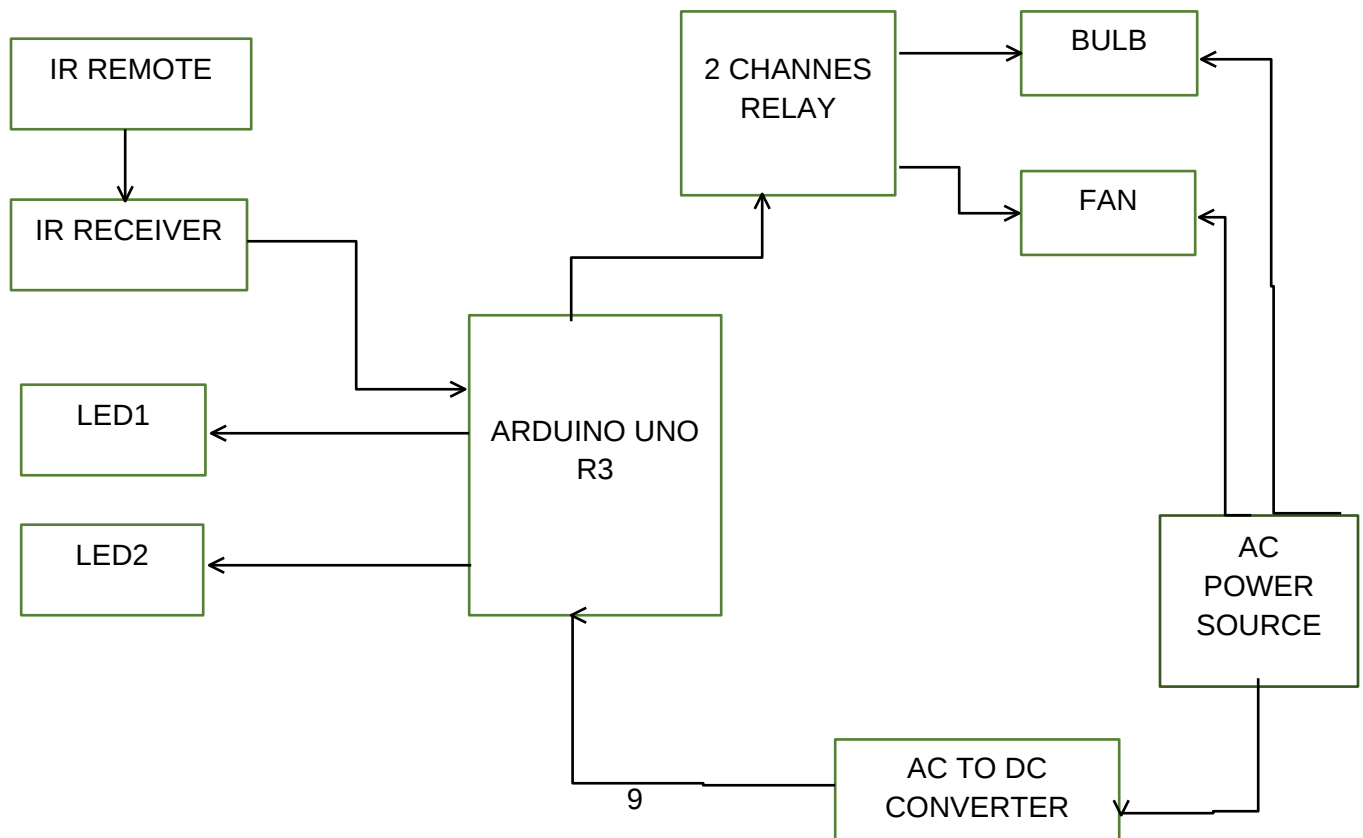 IR REMOTE
IR RECEIVER
LED1
LED2
ARDUINO UNO
R3
2 CHANNES
RELAY
BULB
FAN
AC
POWER
SOURCE
AC TO DC
CONVERTER
9